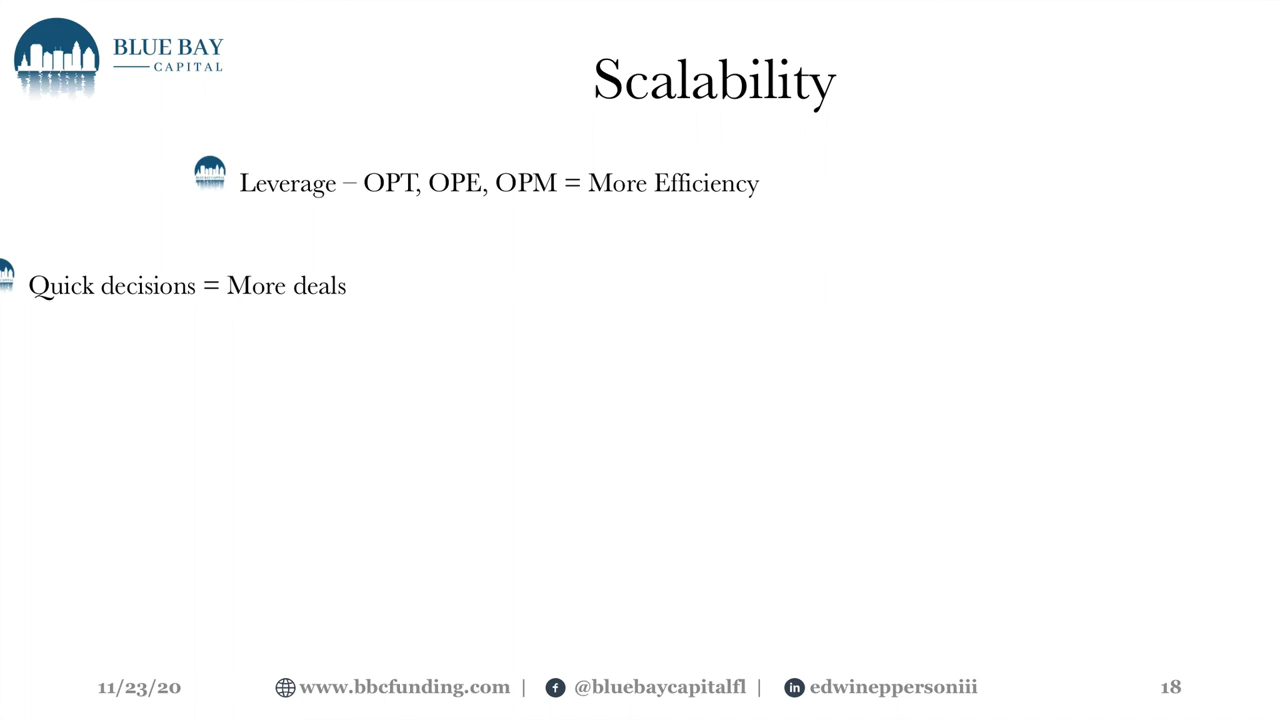 BLUE BAY
CAPITAL
Scalability
Leverage – OPT, OPE, OPM = More Efficiency
Quick decisions = More deals
11/23/20 www.bbcfunding.com | @bluebaycapitalfl | edwineppersoniii 18